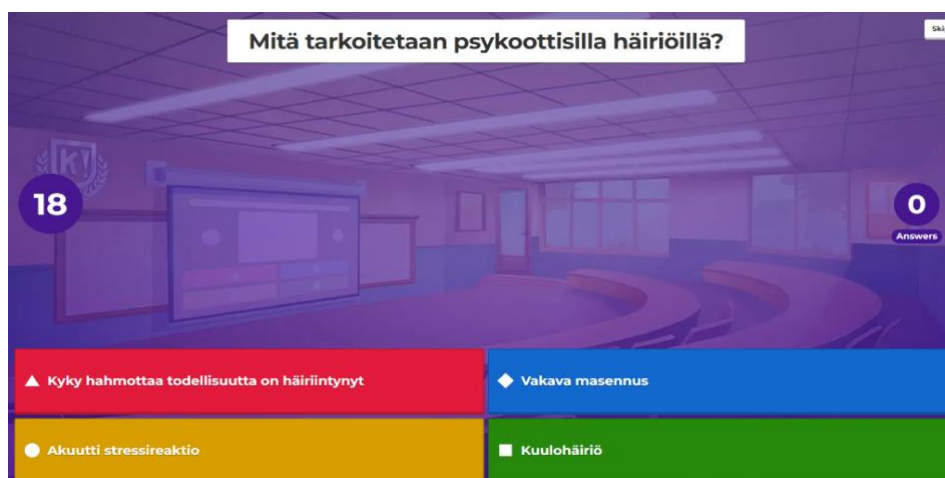 Mitä tarkoitetaan psykoottisilla häiriöillä?
K!
18
0
Answers
Kyky hahmottaa todellisuutta on häiriintynyt
Vakava masennus
Akuutti stressireaktio
Kuulohäiriö